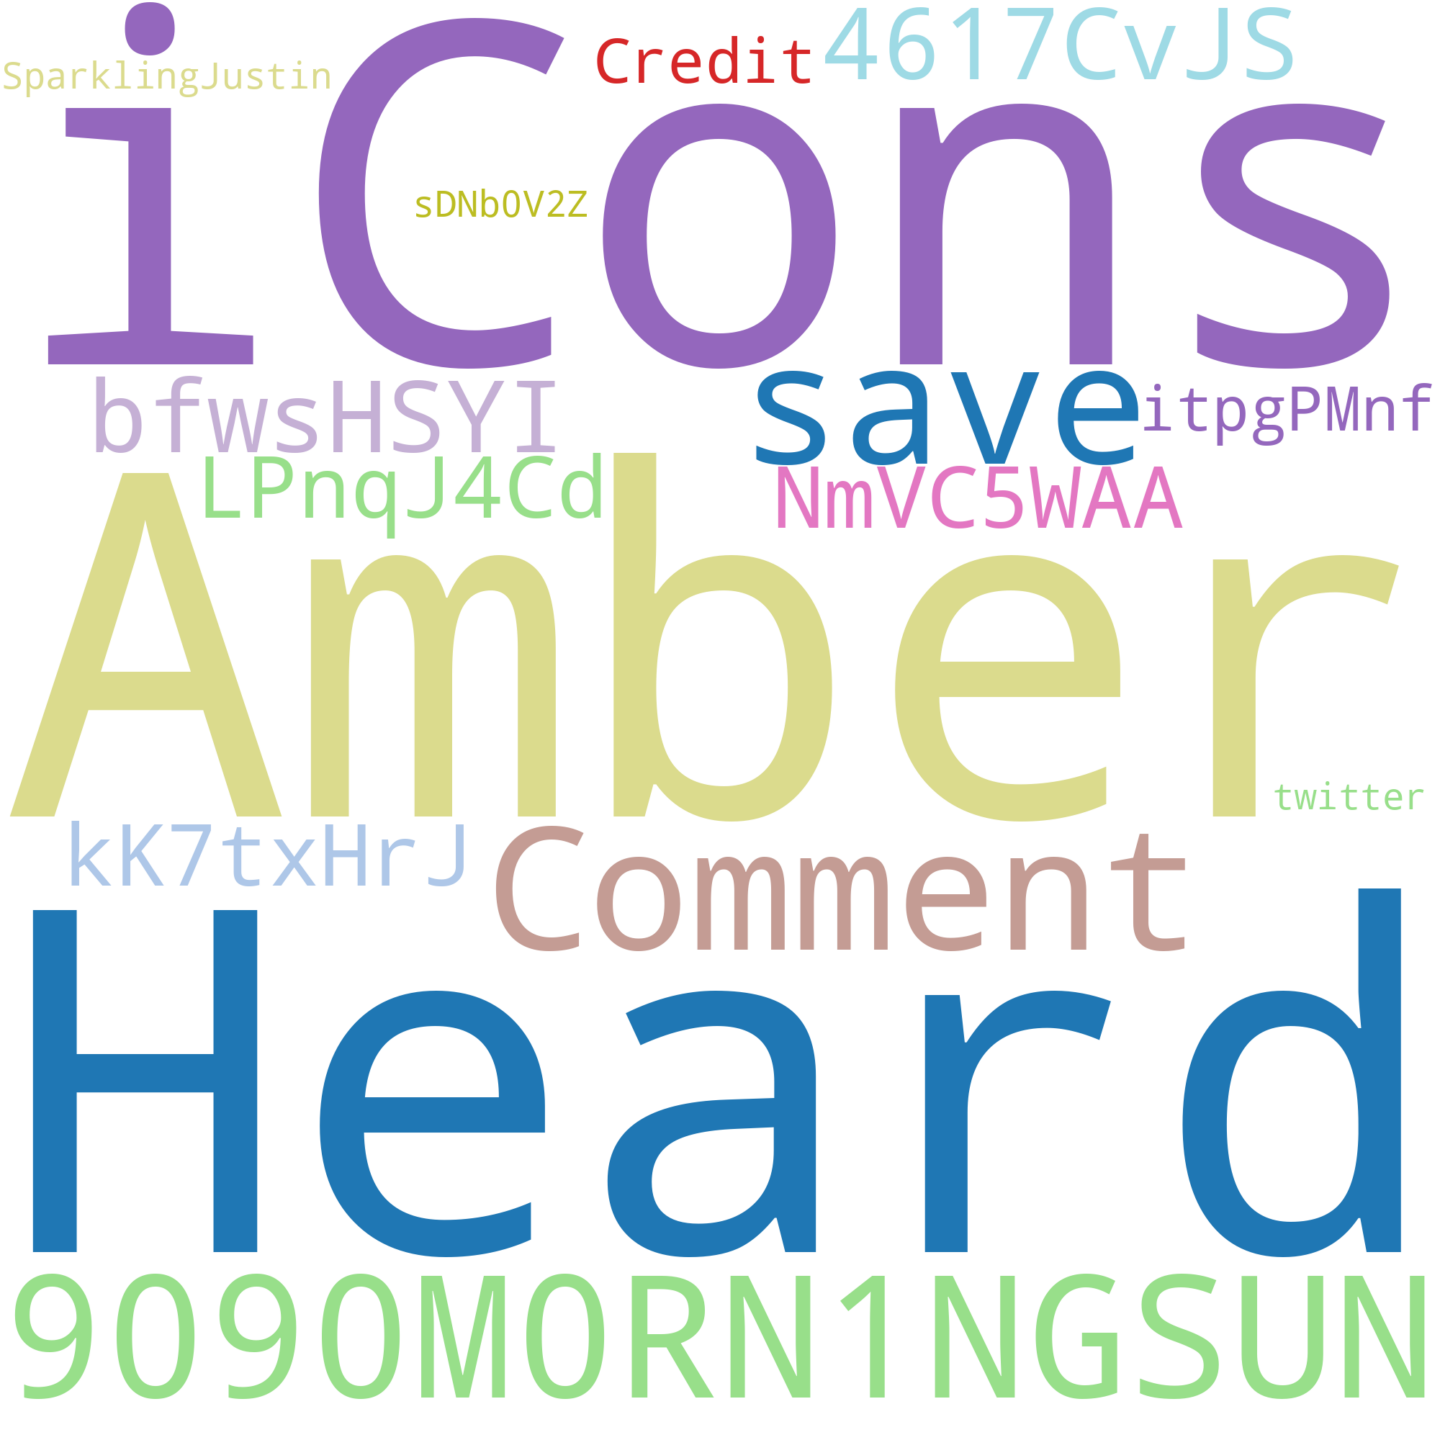 SparklingJustin
Credit
4617CvJS
iCons
sDNb0V2Z
bfwsHSYI
save
itpgPMnf
LPnqJ4Cd
NmVC5WAA
Amber
twitter
kK7txHrJ
Comment
Heard
9090M0RN1NGSUN